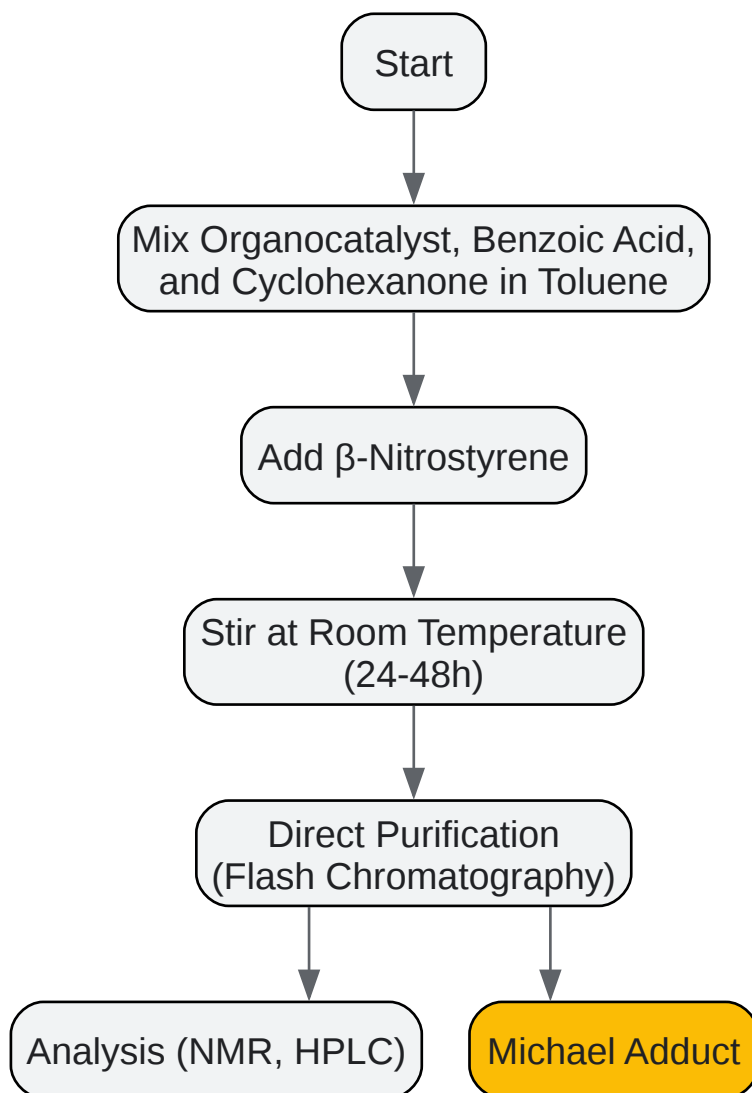 Start
Mix Organocatalyst, Benzoic Acid,
and Cyclohexanone in Toluene
Add β-Nitrostyrene
Stir at Room Temperature
(24-48h)
Direct Purification
(Flash Chromatography)
Analysis (NMR, HPLC)
Michael Adduct